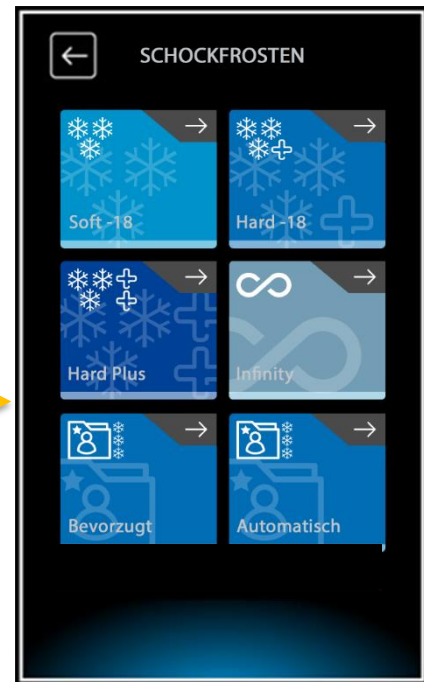 SCHOCKFROSTEN
Soft -18
Hard -18
Hard Plus
Infinity
Bevorzugt
Automatisch